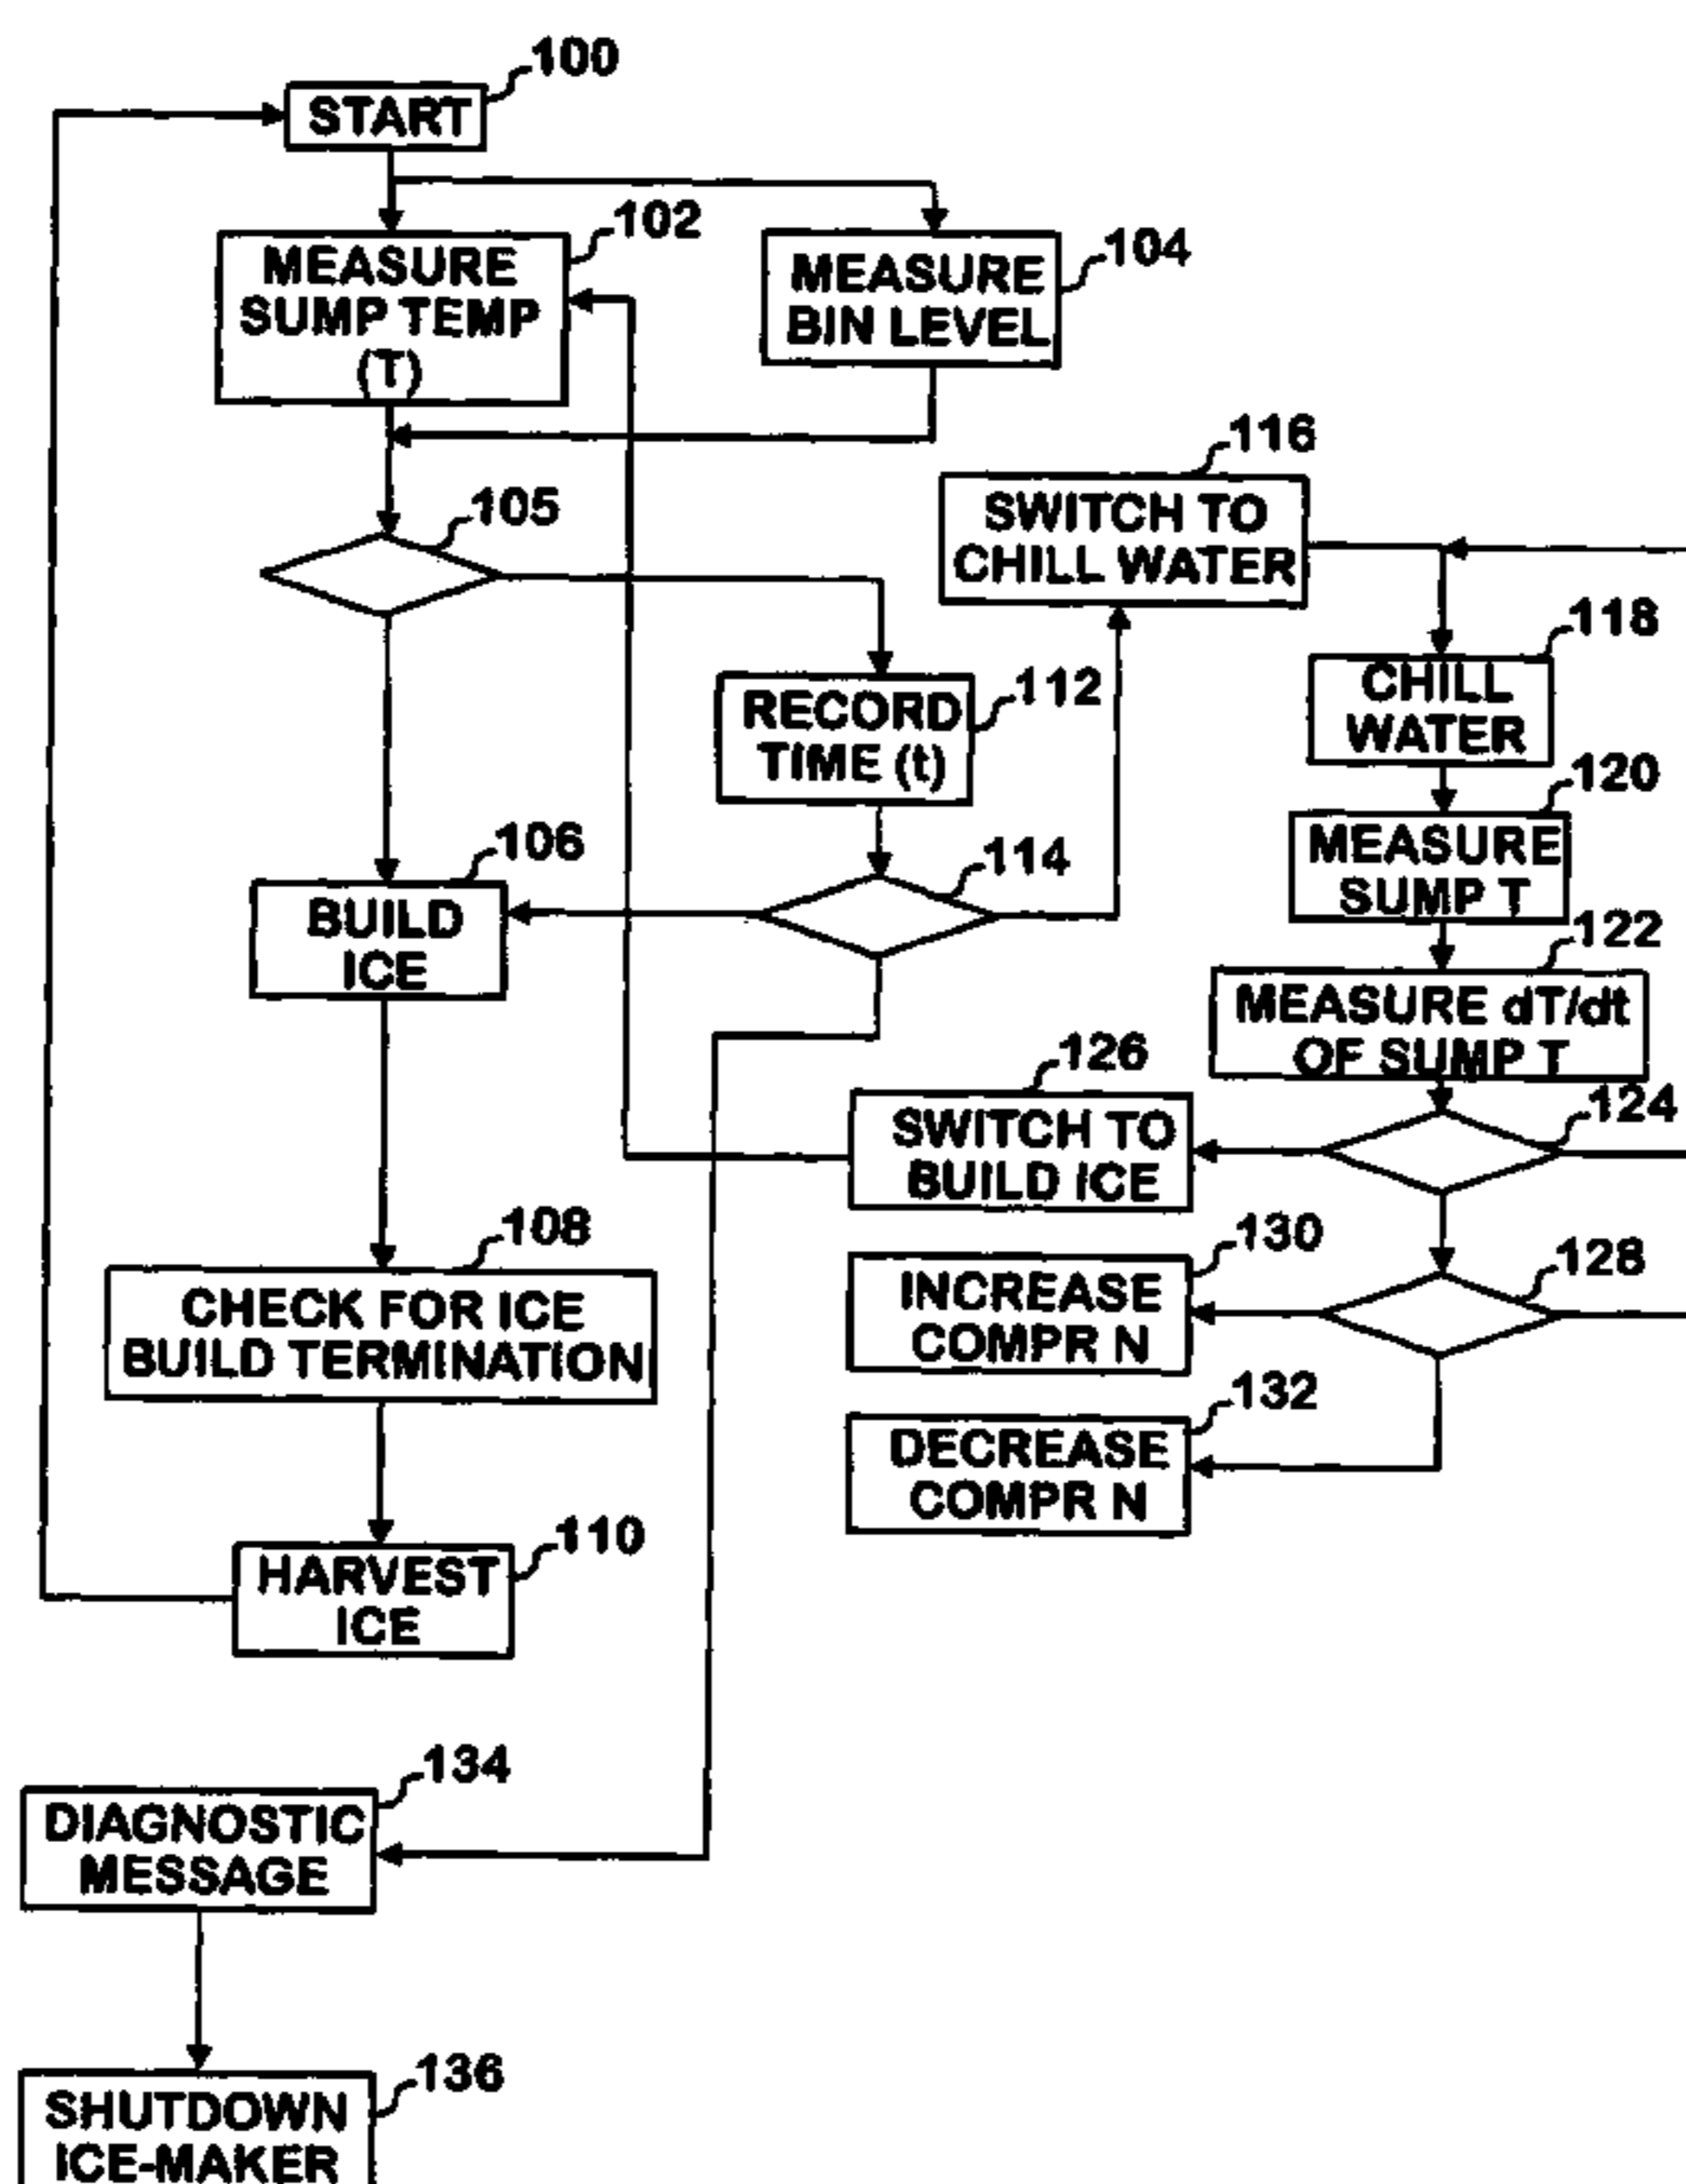 100
START
102
MEASURE
SUMP TEMP
(T)
104
MEASURE
BIN LEVEL
105
116
SWITCH TO
CHILL WATER
118
CHILL
WATER
112
RECORD
TIME (t)
120
MEASURE
SUMP T
106
BUILD
ICE
114
122
MEASURE dT/dt
OF SUMP T
126
SWITCH TO
BUILD ICE
124
108
CHECK FOR ICE
BUILD TERMINATION
130
INCREASE
COMPR N
128
132
DECREASE
COMPR N
110
HARVEST
ICE
134
DIAGNOSTIC
MESSAGE
136
SHUTDOWN
ICE-MAKER